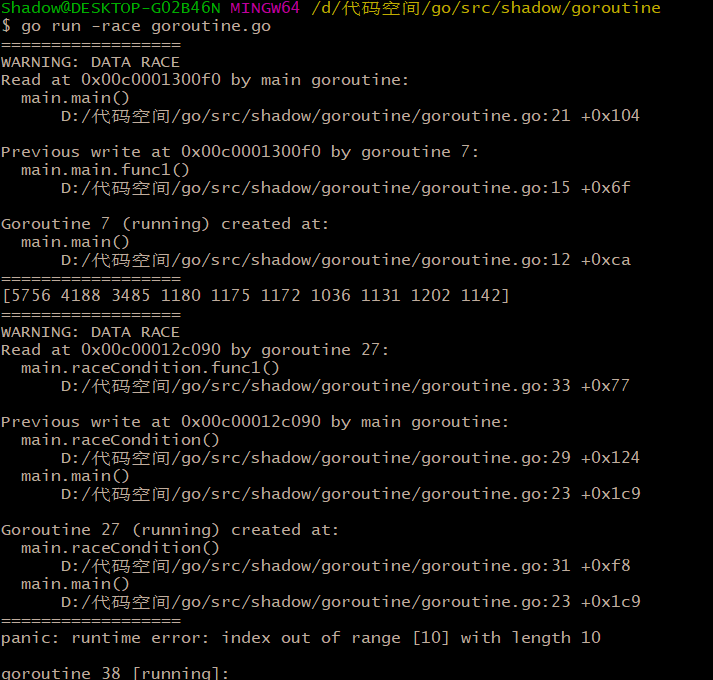 Shadow@DESKTOP-G02B46N MINGW64 /d/代码空间/go/src/shadow/goroutine
$ go run -race goroutine.go
==================
WARNING: DATA RACE
Read at 0x00c0001300f0 by main goroutine:
  main.main()
      D:/代码空间/go/src/shadow/goroutine/goroutine.go:21 +0x104

Previous write at 0x00c0001300f0 by goroutine 7:
  main.main.func1()
      D:/代码空间/go/src/shadow/goroutine/goroutine.go:15 +0x6f

Goroutine 7 (running) created at:
  main.main()
      D:/代码空间/go/src/shadow/goroutine/goroutine.go:12 +0xca
==================
[5756 4188 3485 1180 1175 1172 1036 1131 1202 1142]
==================
WARNING: DATA RACE
Read at 0x00c00012c090 by goroutine 27:
  main.raceCondition.func1()
      D:/代码空间/go/src/shadow/goroutine/goroutine.go:33 +0x77

Previous write at 0x00c00012c090 by main goroutine:
  main.raceCondition()
      D:/代码空间/go/src/shadow/goroutine/goroutine.go:29 +0x124
  main.main()
      D:/代码空间/go/src/shadow/goroutine/goroutine.go:23 +0x1c9

Goroutine 27 (running) created at:
  main.raceCondition()
      D:/代码空间/go/src/shadow/goroutine/goroutine.go:31 +0xf8
  main.main()
      D:/代码空间/go/src/shadow/goroutine/goroutine.go:23 +0x1c9
==================
panic: runtime error: index out of range [10] with length 10

goroutine 38 [running]: